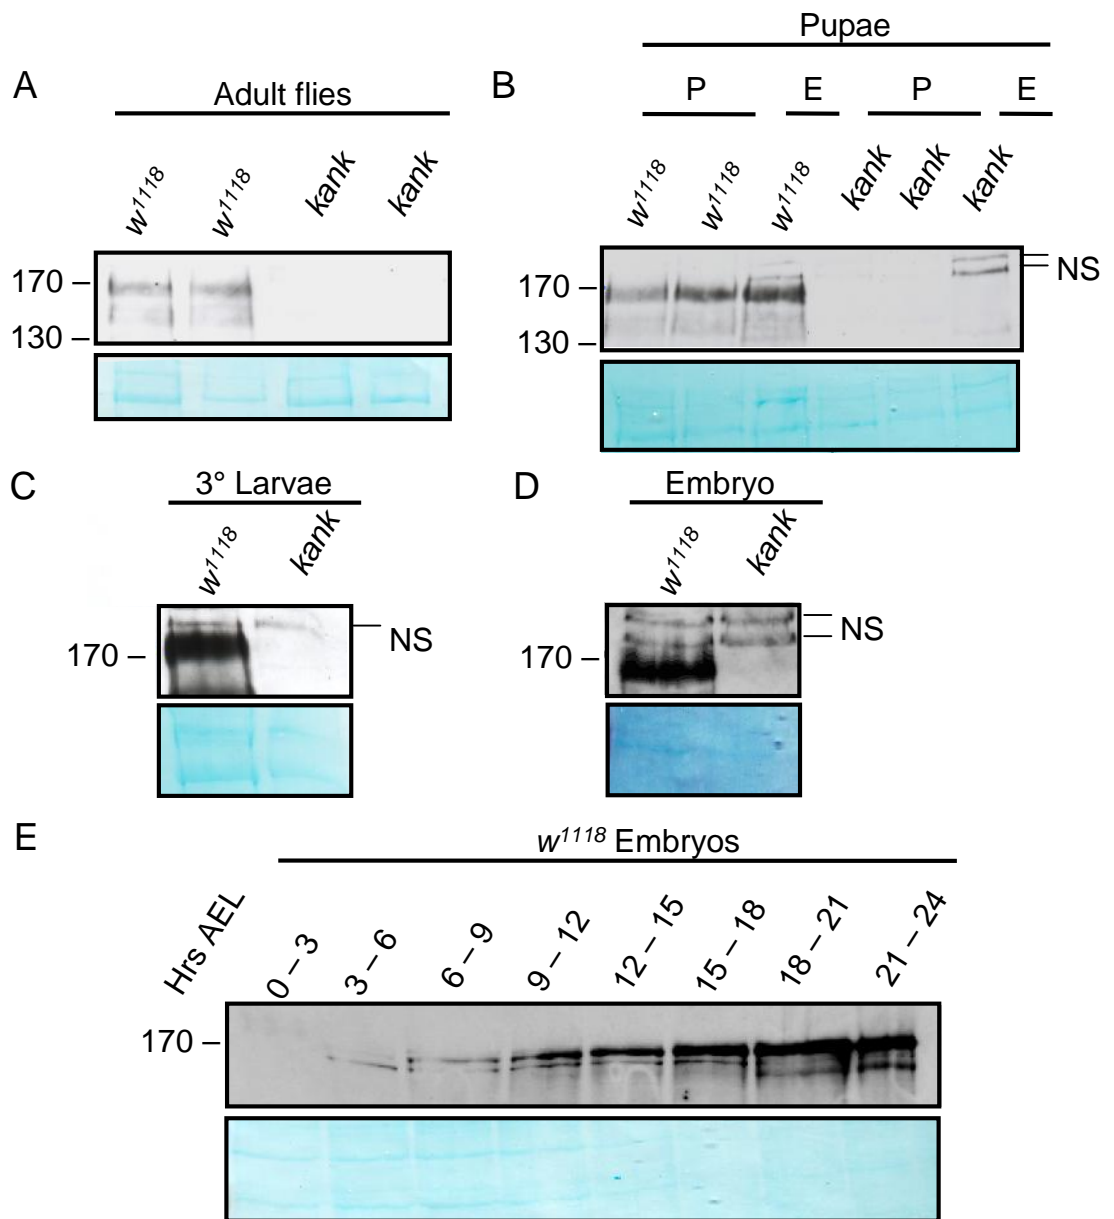 A
Adult flies
w¹¹¹⁸ w¹¹¹⁸ kank kank
170 –
130 –
B
Pupae
P E P E
w¹¹¹⁸ w¹¹¹⁸ w¹¹¹⁸ kank kank kank
170 –
130 –
NS
C
3° Larvae
w¹¹¹⁸ kank
170 –
NS
D
Embryo
w¹¹¹⁸ kank
170 –
NS
E
w¹¹¹⁸ Embryos
Hrs AEL 0 – 3 3 – 6 6 – 9 9 – 12 12 – 15 15 – 18 18 – 21 21 – 24
170 –